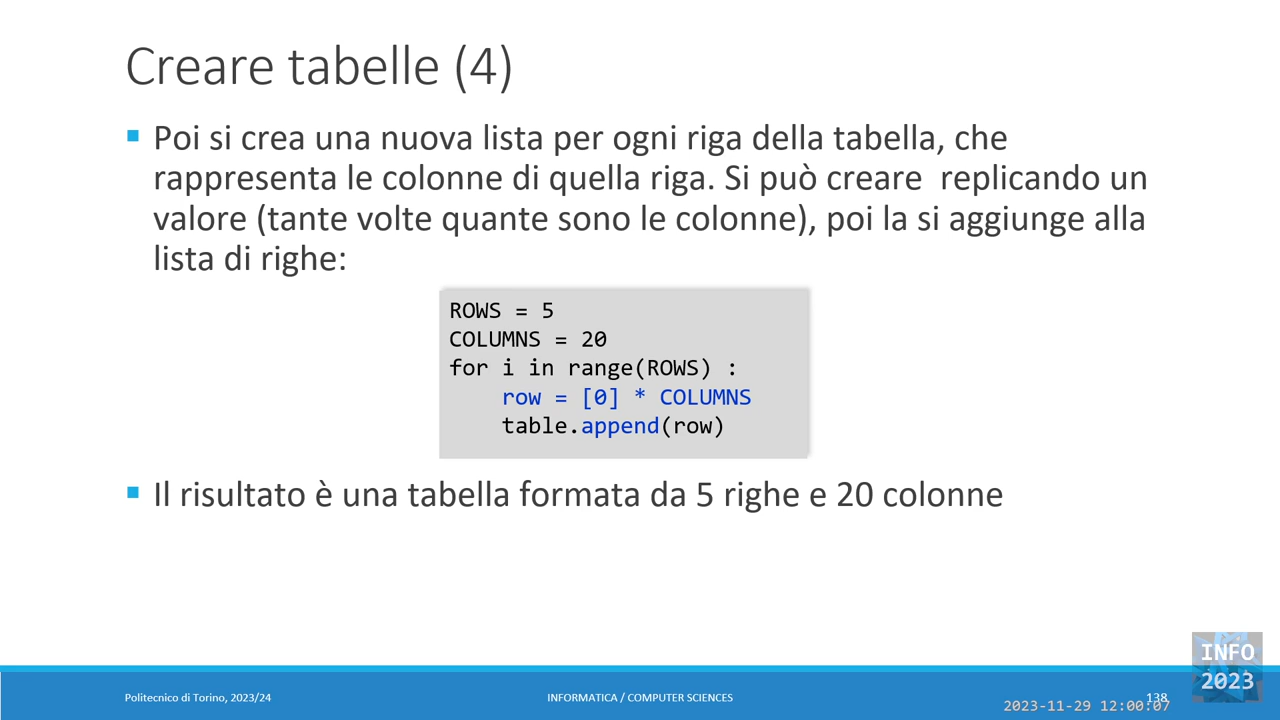 Creare tabelle (4)
Poi si crea una nuova lista per ogni riga della tabella, che
rappresenta le colonne di quella riga. Si può creare  replicando un
valore (tante volte quante sono le colonne), poi la si aggiunge alla
lista di righe:
ROWS = 5
COLUMNS = 20
for i in range(ROWS) :
    row = [0] * COLUMNS
    table.append(row)
Il risultato è una tabella formata da 5 righe e 20 colonne
Politecnico di Torino, 2023/24
INFORMATICA / COMPUTER SCIENCES
138
2023-11-29 12:00:07
INFO
2023